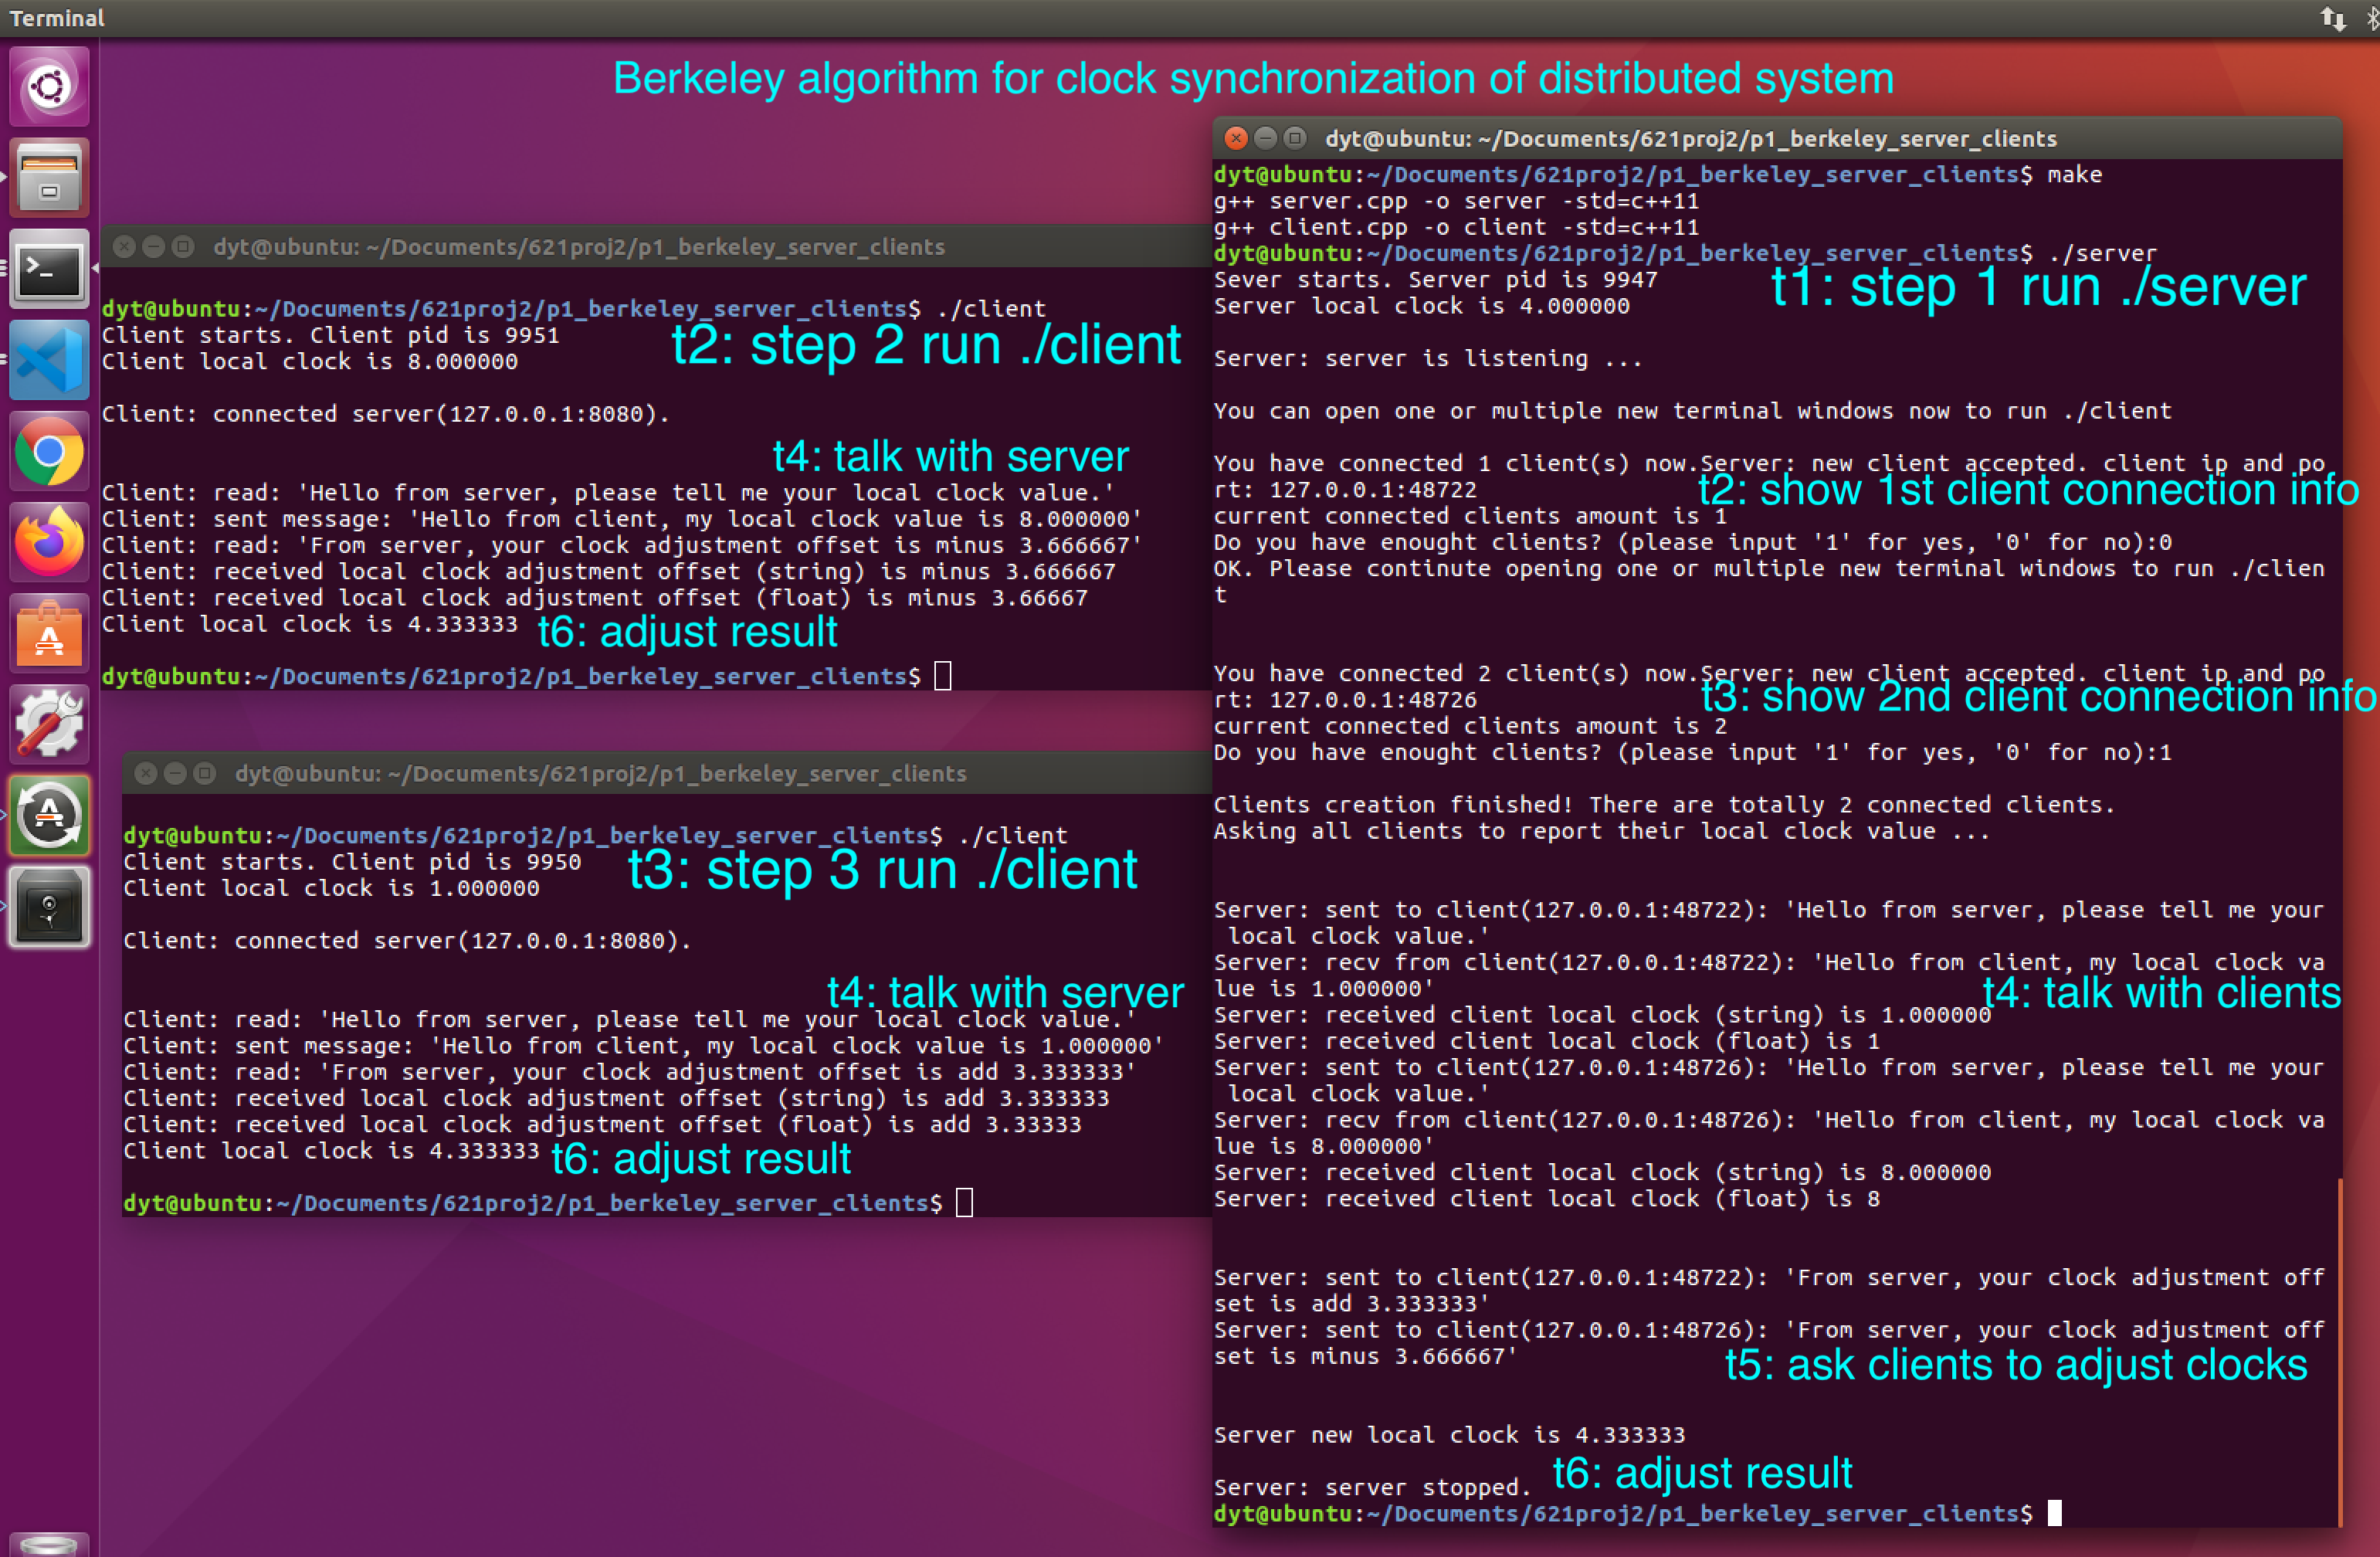 Terminal
Berkeley algorithm for clock synchronization of distributed system
dyt@ubuntu: ~/Documents/621proj2/p1_berkeley_server_clients
dyt@ubuntu:~/Documents/621proj2/p1_berkeley_server_clients$ ./client
Client starts. Client pid is 9951
t2: step 2 run ./client
Client local clock is 8.000000
Client: connected server(127.0.0.1:8080).
t4: talk with server
Client: read: 'Hello from server, please tell me your local clock value.'
Client: sent message: 'Hello from client, my local clock value is 8.000000'
Client: read: 'From server, your clock adjustment offset is minus 3.666667'
Client: received local clock adjustment offset (string) is minus 3.666667
Client: received local clock adjustment offset (float) is minus 3.66667
Client local clock is 4.333333
t6: adjust result
dyt@ubuntu:~/Documents/621proj2/p1_berkeley_server_clients$
dyt@ubuntu: ~/Documents/621proj2/p1_berkeley_server_clients
dyt@ubuntu:~/Documents/621proj2/p1_berkeley_server_clients$ ./client
Client starts. Client pid is 9950
t3: step 3 run ./client
Client local clock is 1.000000
Client: connected server(127.0.0.1:8080).
t4: talk with server
Client: read: 'Hello from server, please tell me your local clock value.'
Client: sent message: 'Hello from client, my local clock value is 1.000000'
Client: read: 'From server, your clock adjustment offset is add 3.333333'
Client: received local clock adjustment offset (string) is add 3.333333
Client: received local clock adjustment offset (float) is add 3.33333
Client local clock is 4.333333
t6: adjust result
dyt@ubuntu:~/Documents/621proj2/p1_berkeley_server_clients$
dyt@ubuntu: ~/Documents/621proj2/p1_berkeley_server_clients
dyt@ubuntu:~/Documents/621proj2/p1_berkeley_server_clients$ make
g++ server.cpp -o server -std=c++11
g++ client.cpp -o client -std=c++11
dyt@ubuntu:~/Documents/621proj2/p1_berkeley_server_clients$ ./server
Sever starts. Server pid is 9947
t1: step 1 run ./server
Server local clock is 4.000000
Server: server is listening ...
You can open one or multiple new terminal windows now to run ./client
You have connected 1 client(s) now.Server: new client accepted. client ip and po
rt: 127.0.0.1:48722
t2: show 1st client connection info
current connected clients amount is 1
Do you have enought clients? (please input '1' for yes, '0' for no):0
OK. Please continute opening one or multiple new terminal windows to run ./clien
t
You have connected 2 client(s) now.Server: new client accepted. client ip and po
rt: 127.0.0.1:48726
t3: show 2nd client connection info
current connected clients amount is 2
Do you have enought clients? (please input '1' for yes, '0' for no):1
Clients creation finished! There are totally 2 connected clients.
Asking all clients to report their local clock value ...
Server: sent to client(127.0.0.1:48722): 'Hello from server, please tell me your
local clock value.'
Server: recv from client(127.0.0.1:48722): 'Hello from client, my local clock va
lue is 1.000000'
t4: talk with clients
Server: received client local clock (string) is 1.000000
Server: received client local clock (float) is 1
Server: sent to client(127.0.0.1:48726): 'Hello from server, please tell me your
local clock value.'
Server: recv from client(127.0.0.1:48726): 'Hello from client, my local clock va
lue is 8.000000'
Server: received client local clock (string) is 8.000000
Server: received client local clock (float) is 8
Server: sent to client(127.0.0.1:48722): 'From server, your clock adjustment off
set is add 3.333333'
Server: sent to client(127.0.0.1:48726): 'From server, your clock adjustment off
set is minus 3.666667'
t5: ask clients to adjust clocks
Server new local clock is 4.333333
t6: adjust result
Server: server stopped.
dyt@ubuntu:~/Documents/621proj2/p1_berkeley_server_clients$